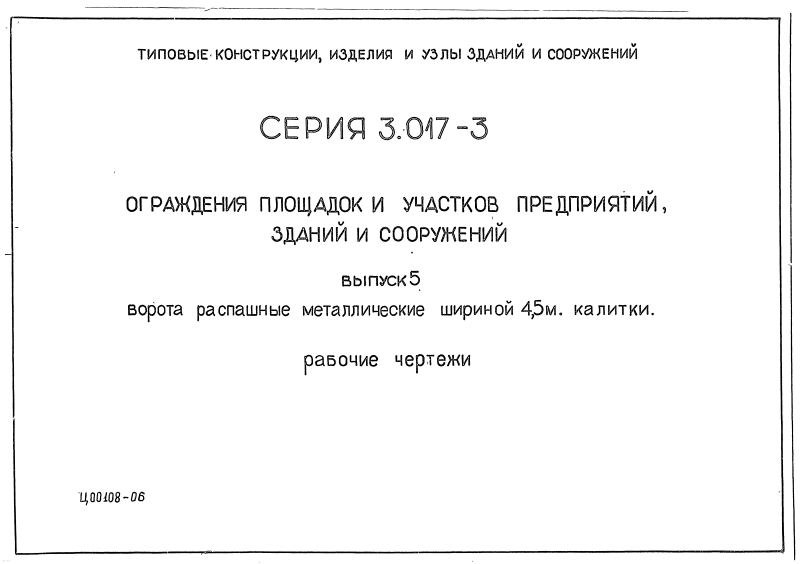 ТИПОВЫЕ КОНСТРУКЦИИ, ИЗДЕЛИЯ И УЗЛЫ ЗДАНИЙ И СООРУЖЕНИЙ
СЕРИЯ 3.017-3
ОГРАЖДЕНИЯ ПЛОЩАДОК И УЧАСТКОВ ПРЕДПРИЯТИЙ,
ЗДАНИЙ И СООРУЖЕНИЙ
ВЫПУСК 5
ворота распашные металлические шириной 4,5м. калитки.
рабочие чертежи
Ц00108-06